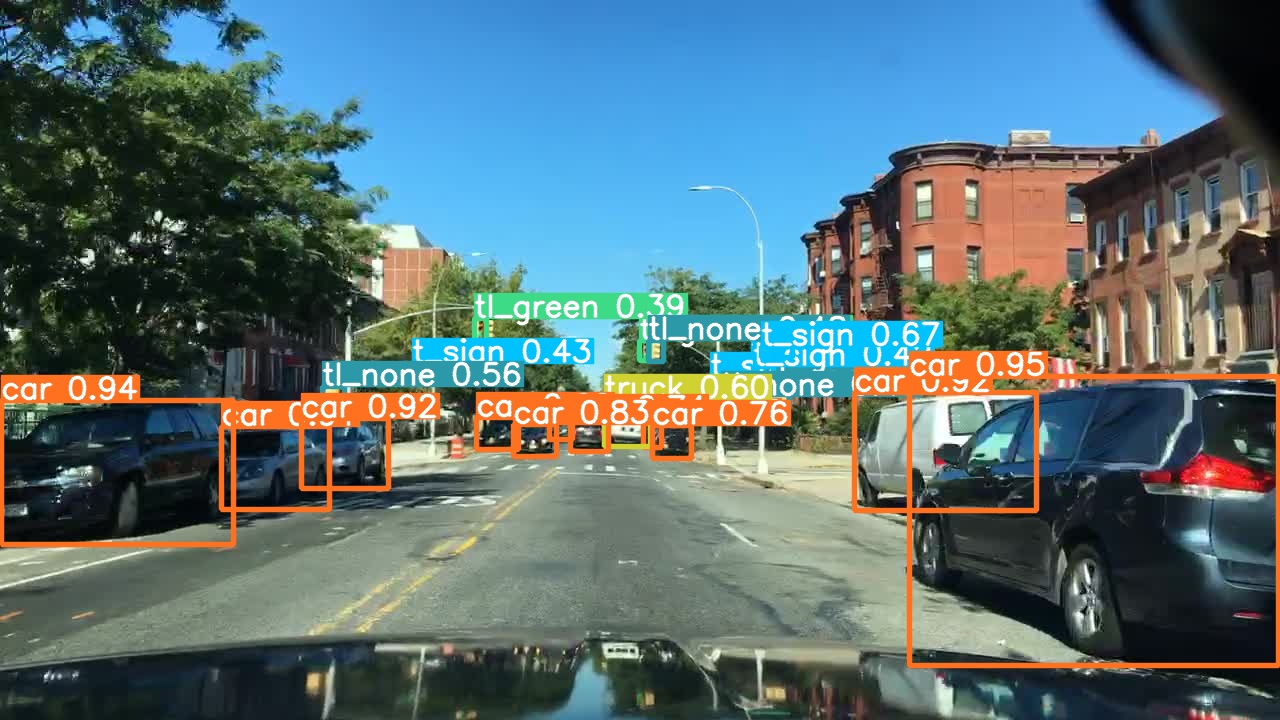 tl_green 0.39
tl_none
t_sign 0.67
t_sign 0.43
tl_none 0.56
car 0.95
truck 0.60
car 0.94
car 0.92
car 0.92
car 0.83
car 0.76